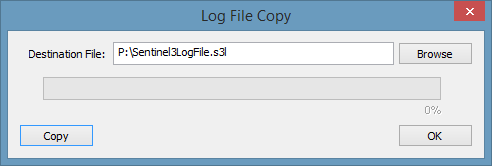 Log File Copy
Destination File: P:\Sentinel3LogFile.s3l Browse
0%
Copy OK